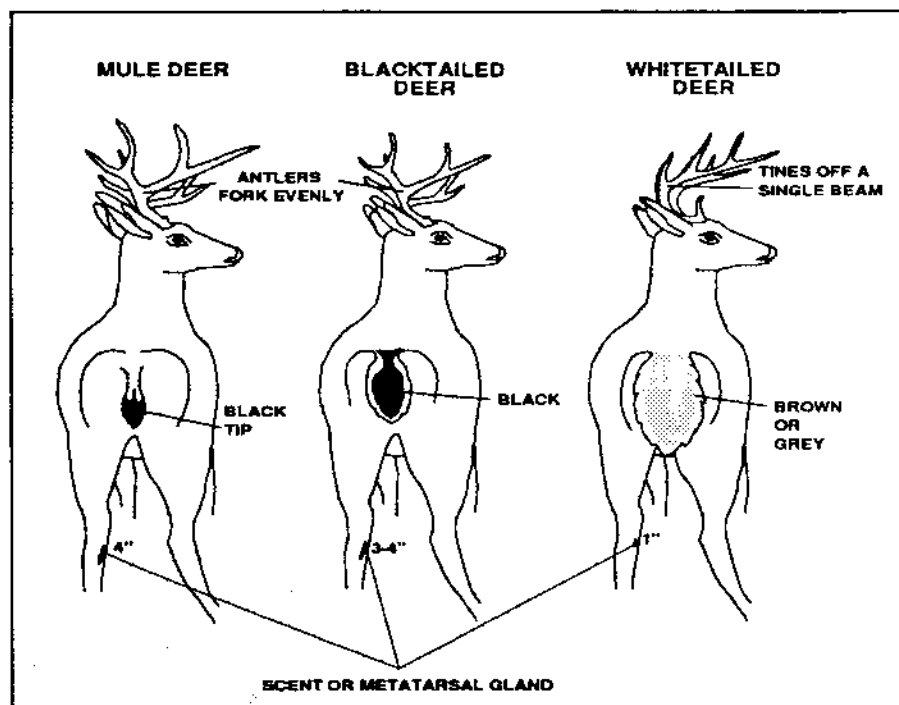 MULE DEER
BLACKTAILED
DEER
WHITETAILED
DEER
ANTLERS
FORK EVENLY
TINES OFF A
SINGLE BEAM
BLACK
TIP
BLACK
BROWN
OR
GREY
4"
3-4"
1"
SCENT OR METATARSAL GLAND